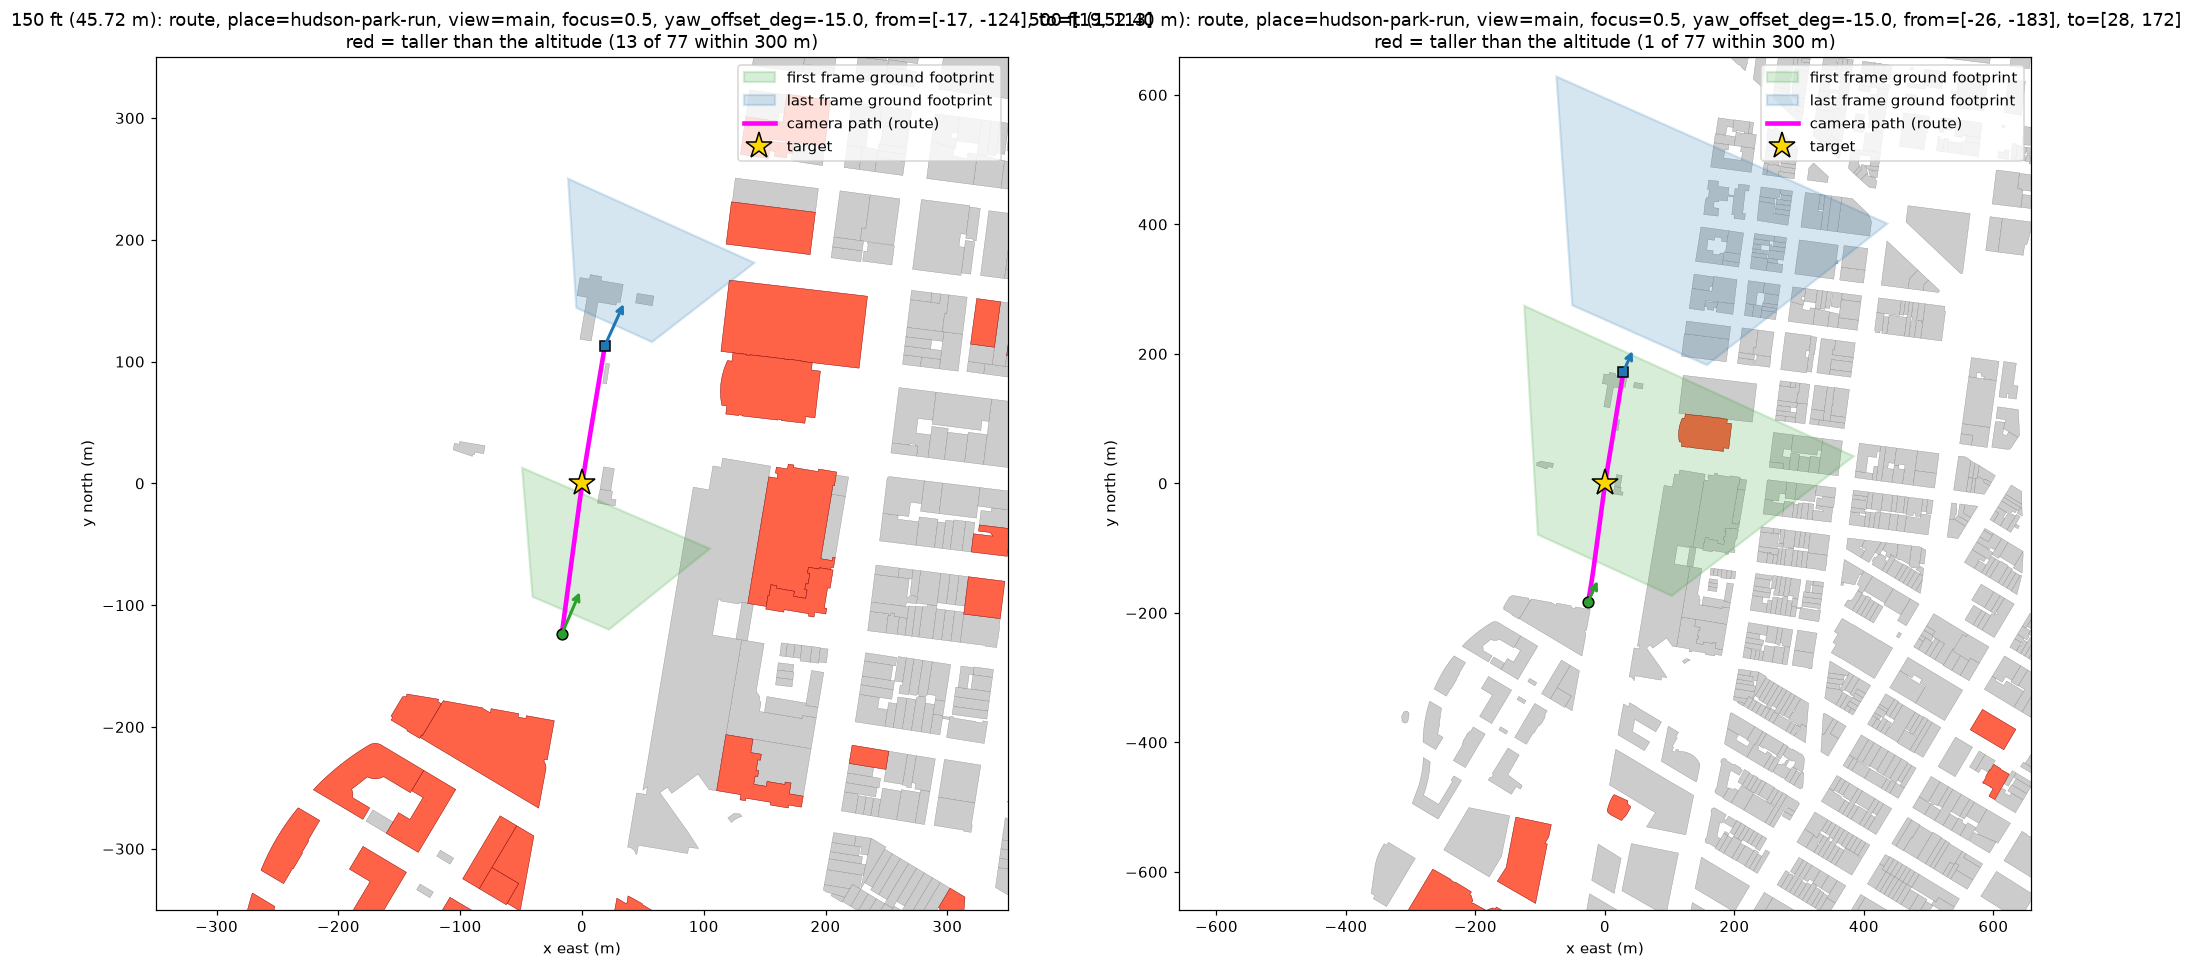 150 ft (45.72 m): route, place=hudson-park-run, view=main, focus=0.5, yaw_offset_deg=-15.0, from=[-17, -124], to=[19, 113]
red = taller than the altitude (13 of 77 within 300 m)
first frame ground footprint
last frame ground footprint
camera path (route)
target
300
200
100
0
−100
−200
−300
y north (m)
−300
−200
−100
0
100
200
300
x east (m)
500 ft (152.40 m): route, place=hudson-park-run, view=main, focus=0.5, yaw_offset_deg=-15.0, from=[-26, -183], to=[28, 172]
red = taller than the altitude (1 of 77 within 300 m)
first frame ground footprint
last frame ground footprint
camera path (route)
target
600
400
200
0
−200
−400
−600
y north (m)
−600
−400
−200
0
200
400
600
x east (m)